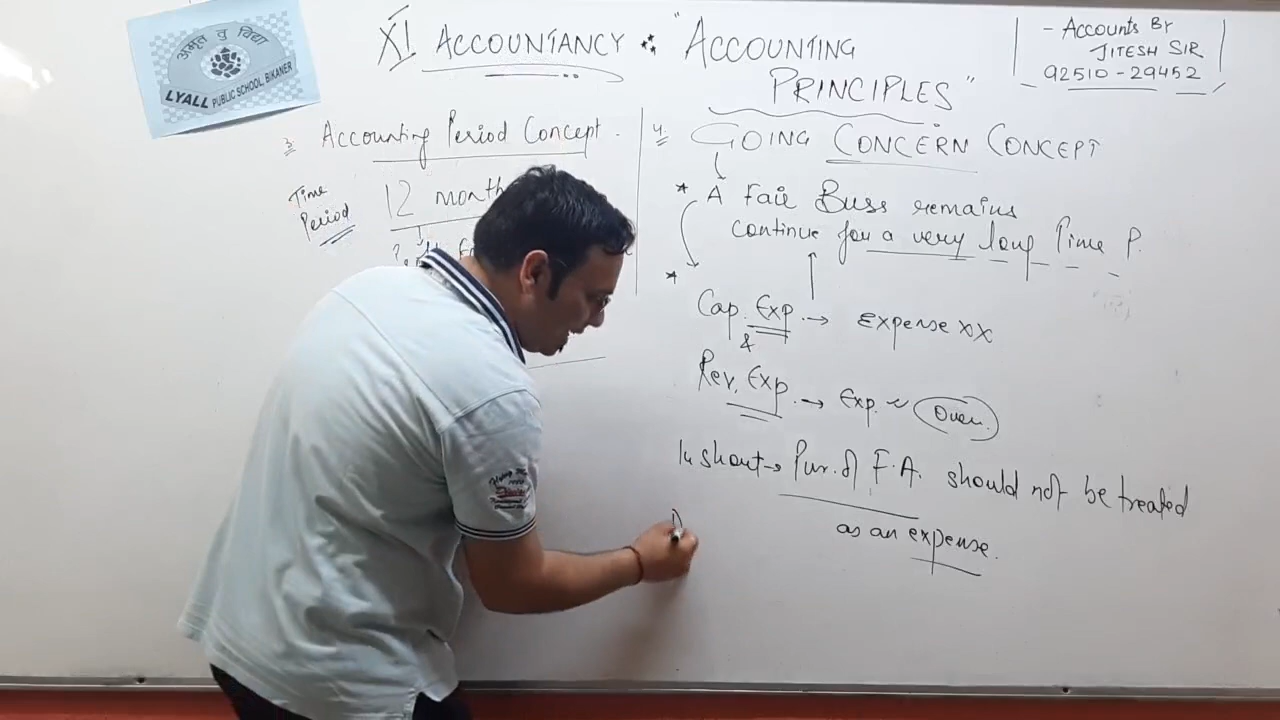 अमृत वु विद्या
LYALL PUBLIC SCHOOL, BIKANER
XI ACCOUNTANCY : "ACCOUNTING
PRINCIPLES"
- Accounts By
JITESH SIR
92510-29452
3. Accounting Period Concept.
Time
Period
12 month
4. GOING CONCERN CONCEPT
* A Fair Buss remains
continue for a very long Time P.
* Cap. Exp. → Expense xx
&
Rev. Exp. → Exp.
In short → Pur. of F.A. should not be treated
as an expense.